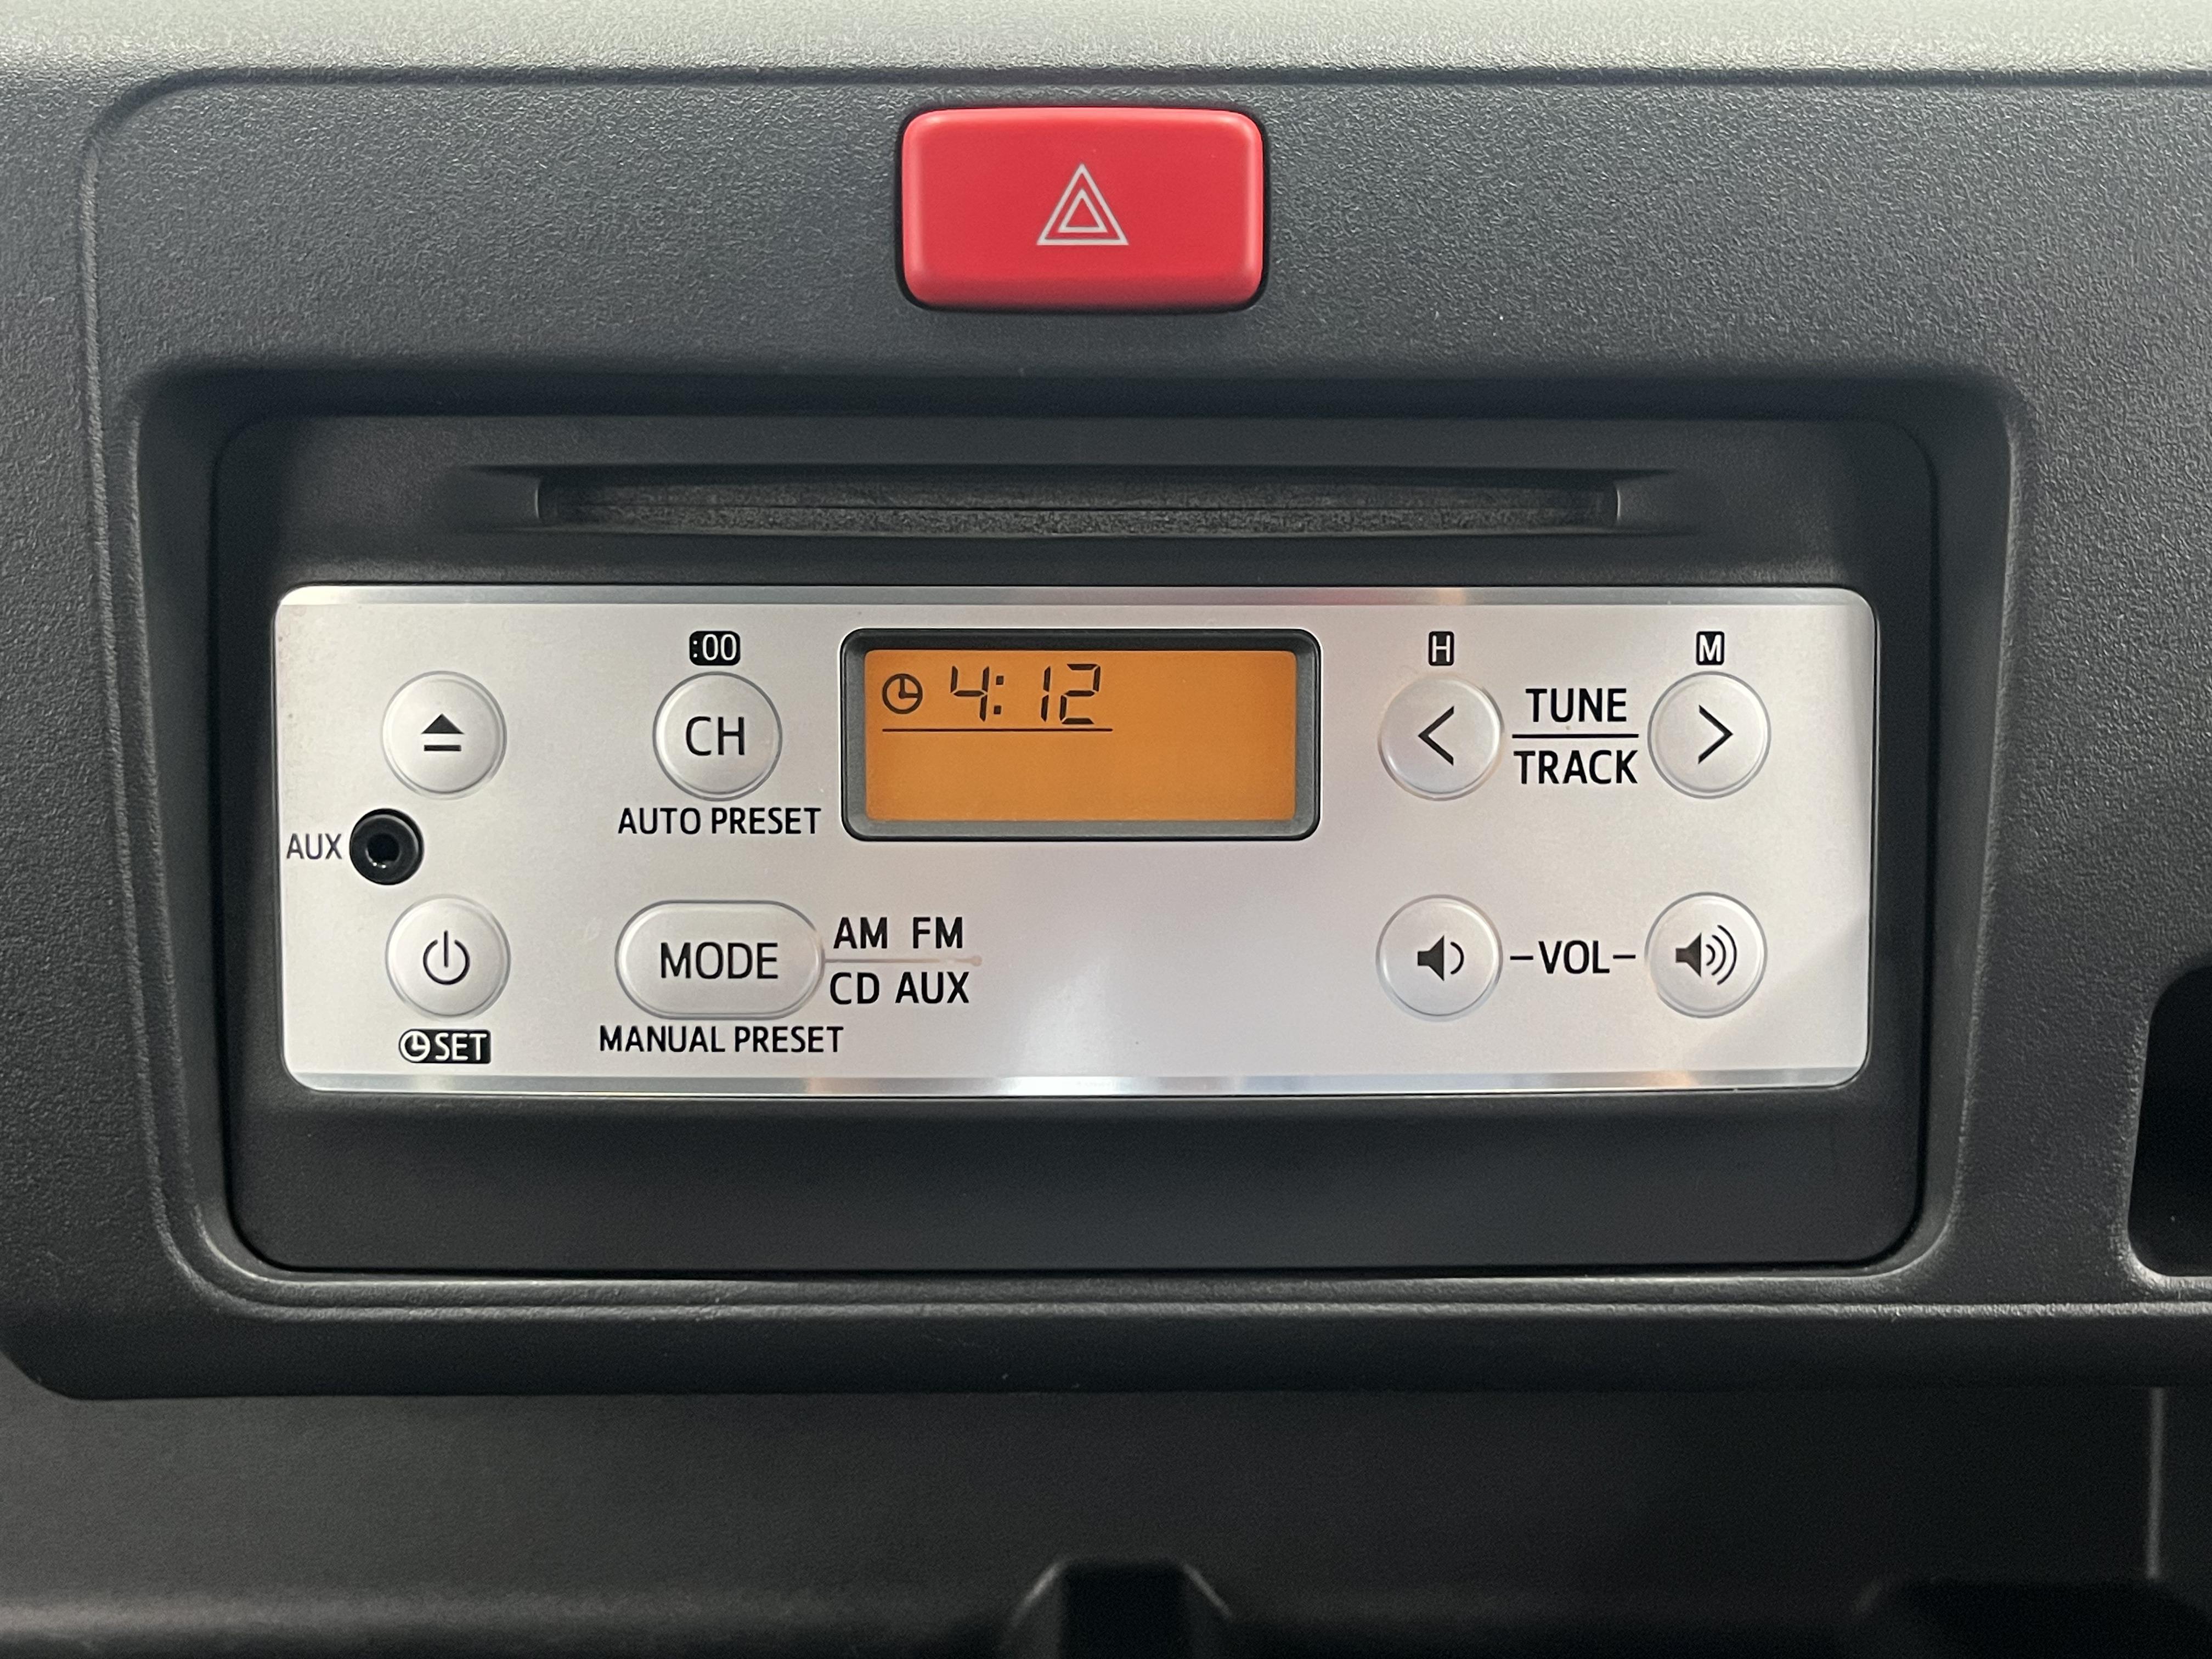 :00
H
M
4:12
CH
TUNE
TRACK
AUTO PRESET
AUX
MODE
AM FM
CD AUX
-VOL-
SET
MANUAL PRESET